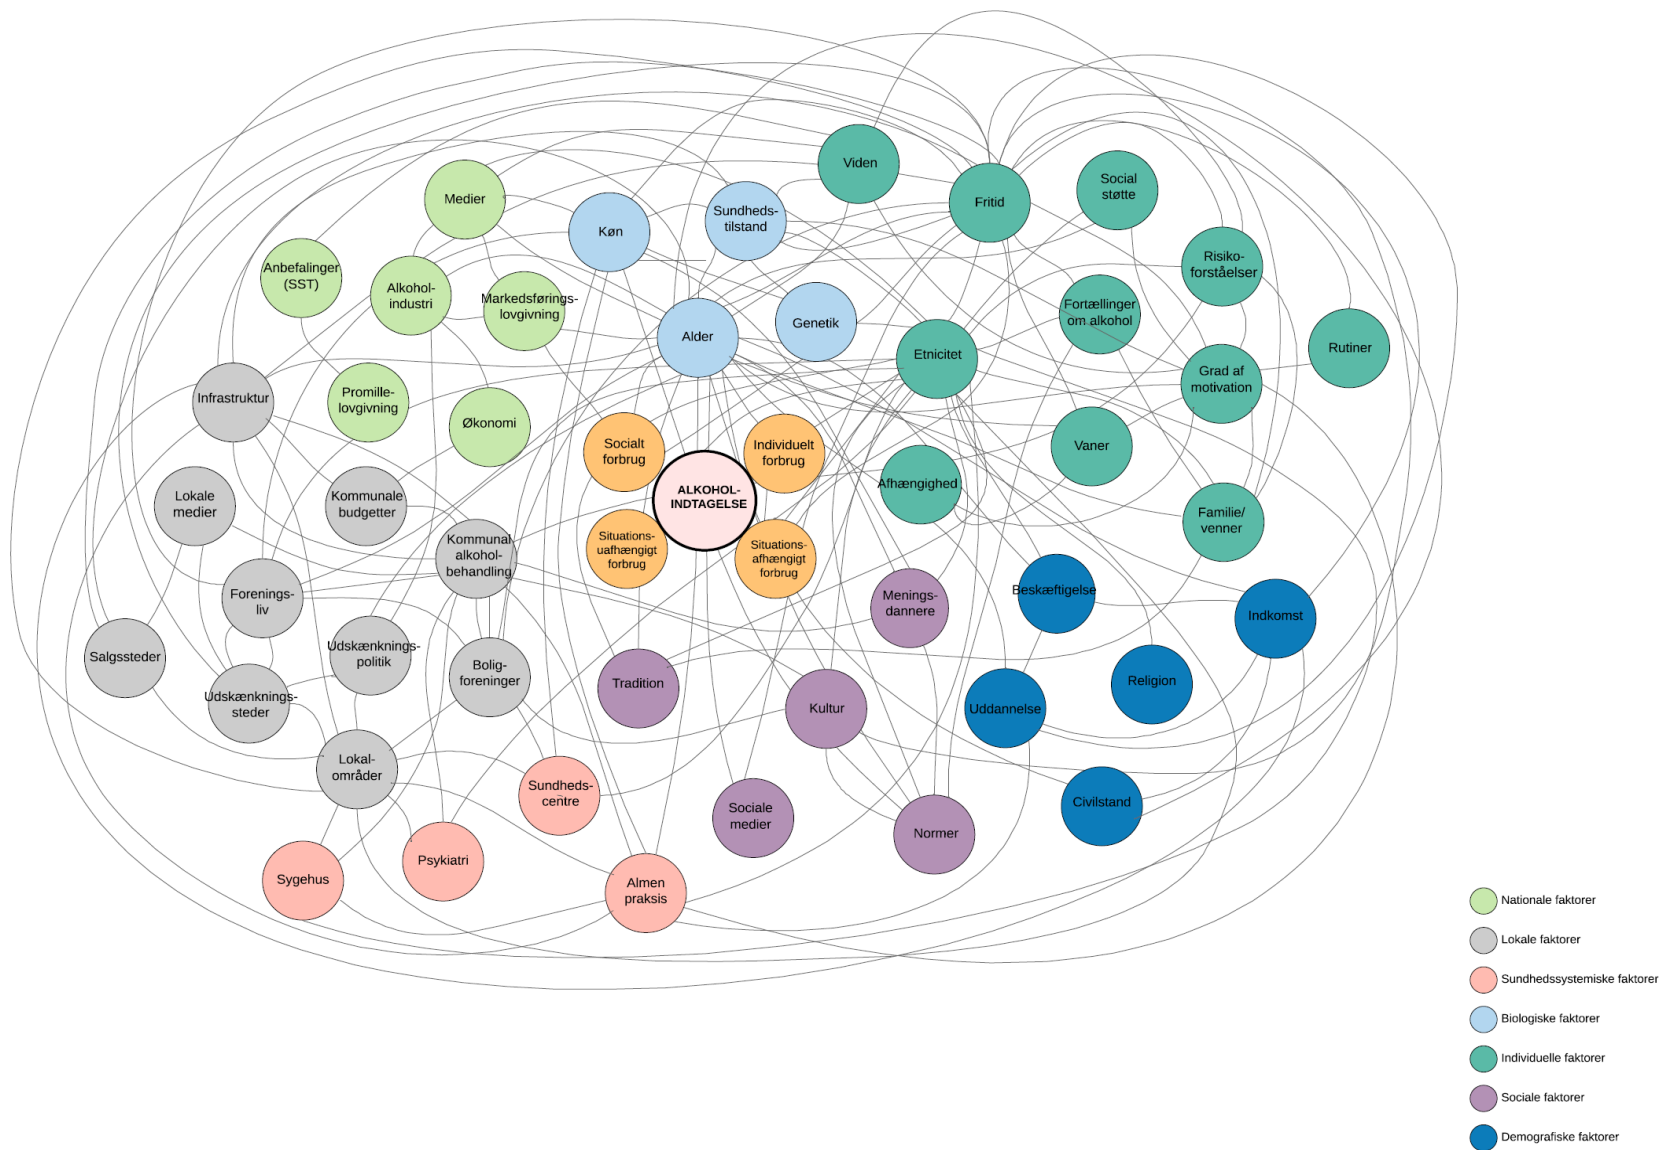 Viden
Fritid
Social
støtte
Medier
Køn
Sundheds-
tilstand
Risiko-
forståelser
Anbefalinger
(SST)
Alkohol-
industri
Markedsførings-
lovgivning
Alder
Genetik
Fortællinger
om alkohol
Etnicitet
Rutiner
Grad af
motivation
Infrastruktur
Promille-
lovgivning
Økonomi
Socialt
forbrug
Individuelt
forbrug
Vaner
Lokale
medier
Kommunale
budgetter
ALKOHOL-
INDTAGELSE
Afhængighed
Familie/
venner
Kommunal
alkohol-
behandling
Situations-
uafhængigt
forbrug
Situations-
afhængigt
forbrug
Forenings-
liv
Menings-
dannere
Beskæftigelse
Indkomst
Salgssteder
Udskænknings-
politik
Bolig-
foreninger
Tradition
Kultur
Uddannelse
Religion
Udskænknings-
steder
Lokal-
områder
Sundheds-
centre
Sociale
medier
Civilstand
Normer
Sygehus
Psykiatri
Almen
praksis
Nationale faktorer
Lokale faktorer
Sundhedssystemiske faktorer
Biologiske faktorer
Individuelle faktorer
Sociale faktorer
Demografiske faktorer